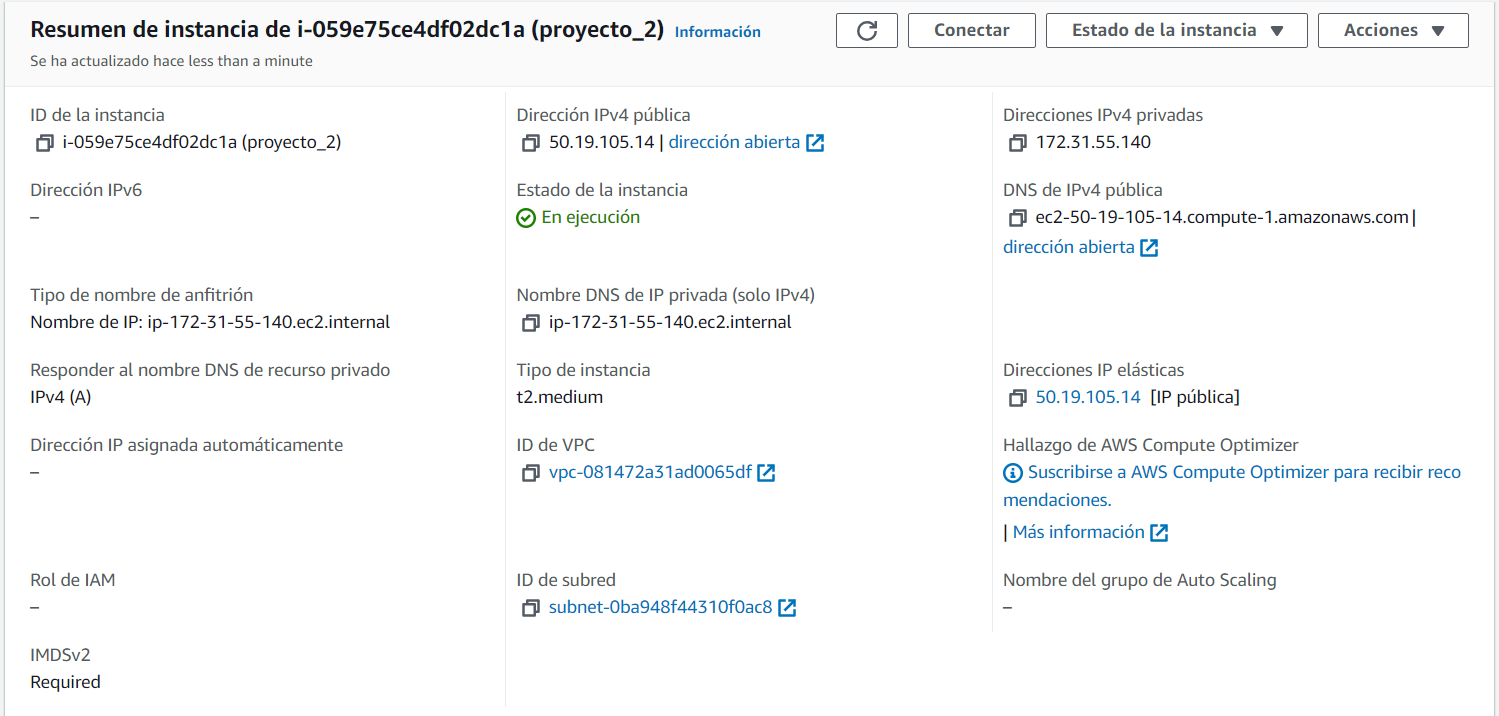 Resumen de instancia de i-059e75ce4df02dc1a (proyecto_2) Información
Conectar
Estado de la instancia
Acciones
Se ha actualizado hace less than a minute
ID de la instancia
i-059e75ce4df02dc1a (proyecto_2)
Dirección IPv4 pública
50.19.105.14 | dirección abierta
Direcciones IPv4 privadas
172.31.55.140
Dirección IPv6
–
Estado de la instancia
En ejecución
DNS de IPv4 pública
ec2-50-19-105-14.compute-1.amazonaws.com |
dirección abierta
Tipo de nombre de anfitrión
Nombre de IP: ip-172-31-55-140.ec2.internal
Nombre DNS de IP privada (solo IPv4)
ip-172-31-55-140.ec2.internal
Responder al nombre DNS de recurso privado
IPv4 (A)
Tipo de instancia
t2.medium
Direcciones IP elásticas
50.19.105.14 [IP pública]
Dirección IP asignada automáticamente
–
ID de VPC
vpc-081472a31ad0065df
Hallazgo de AWS Compute Optimizer
Suscribirse a AWS Compute Optimizer para recibir reco
mendaciones.
| Más información
Rol de IAM
–
ID de subred
subnet-0ba948f44310f0ac8
Nombre del grupo de Auto Scaling
–
IMDSv2
Required